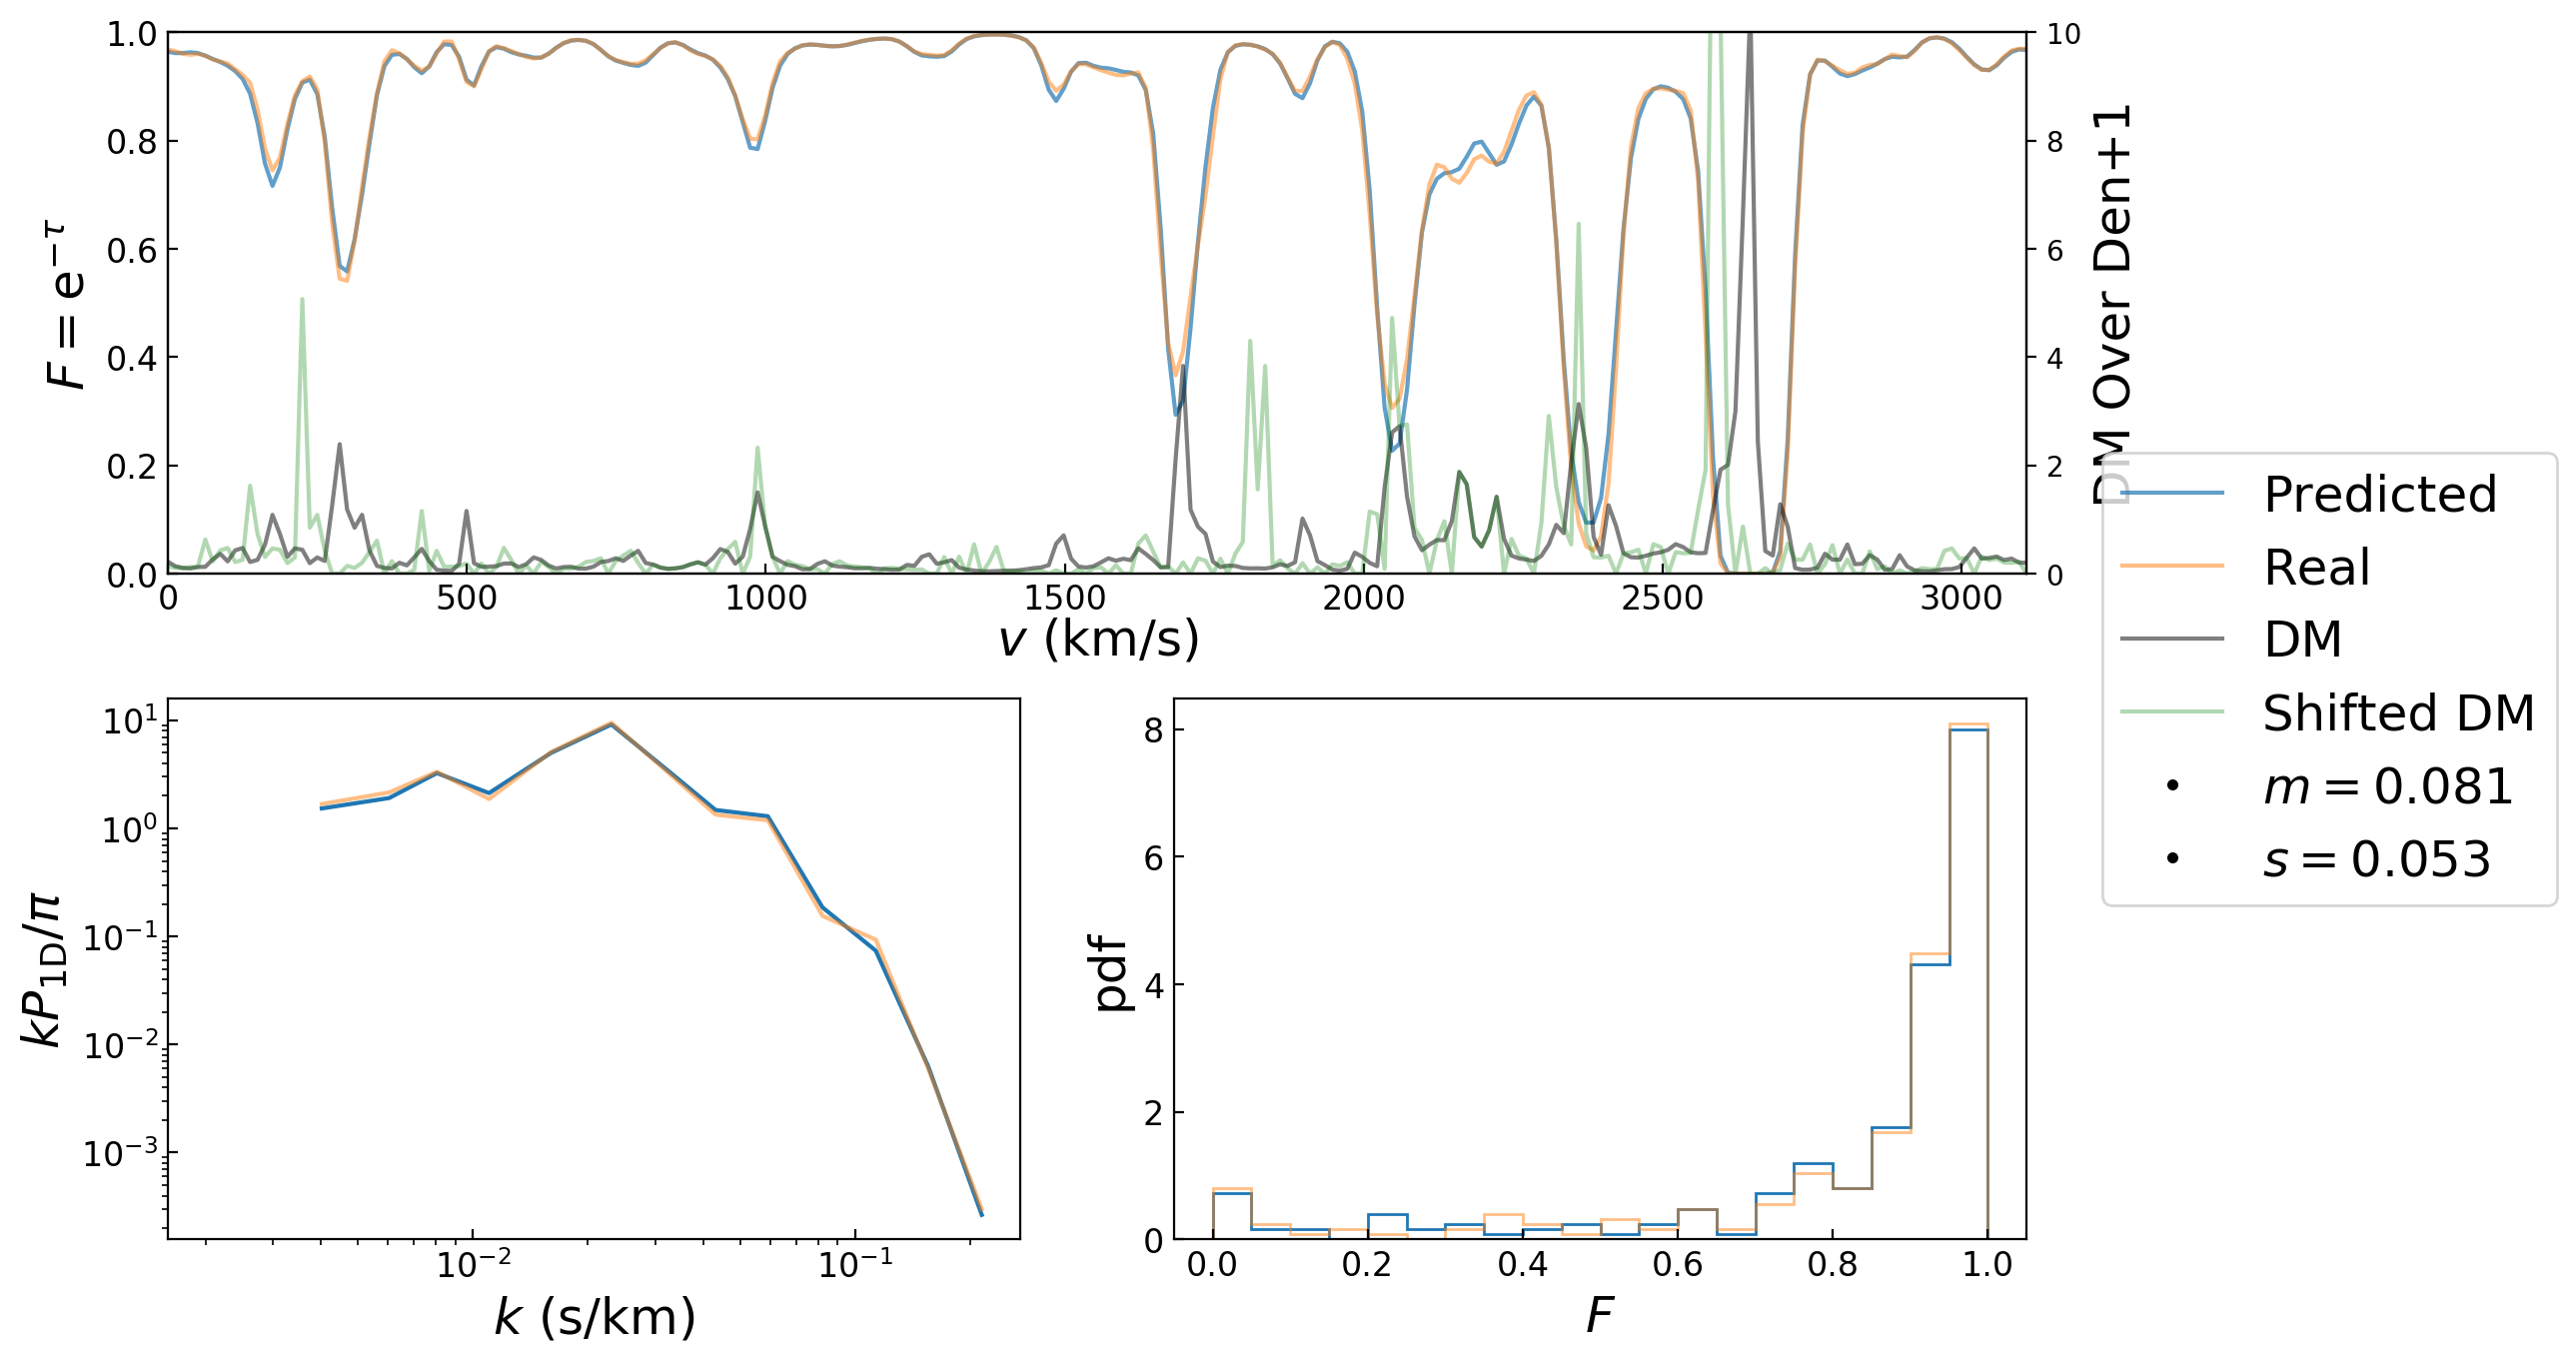 1.0
0.8
0.6
0.4
0.2
0.0
F = e^{−τ}
10
8
6
4
2
0
DM Over Den+1
0 500 1000 1500 2000 2500 3000
v (km/s)
Predicted
Real
DM
Shifted DM
m = 0.081
s = 0.053
10^1
10^0
10^{−1}
10^{−2}
10^{−3}
kP_{1D}/π
10^{−2} 10^{−1}
k (s/km)
8
6
4
2
0
pdf
0.0 0.2 0.4 0.6 0.8 1.0
F